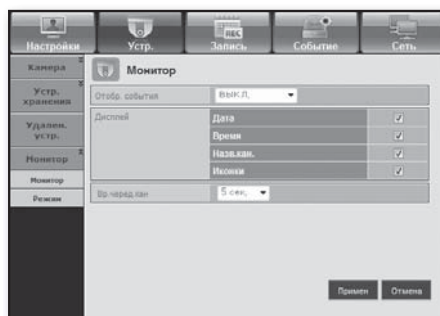 REC
Настройки Устр. Запись Событие Сеть
Камера
Устр. хранения
Удален. устр.
Монитор
Монитор
Режим
Монитор
Отобр. события ВЫКЛ.
Дисплей
Дата
Время
Назв.кан.
Иконки
Вр.черед.кан 5 сек.
Примен Отмена